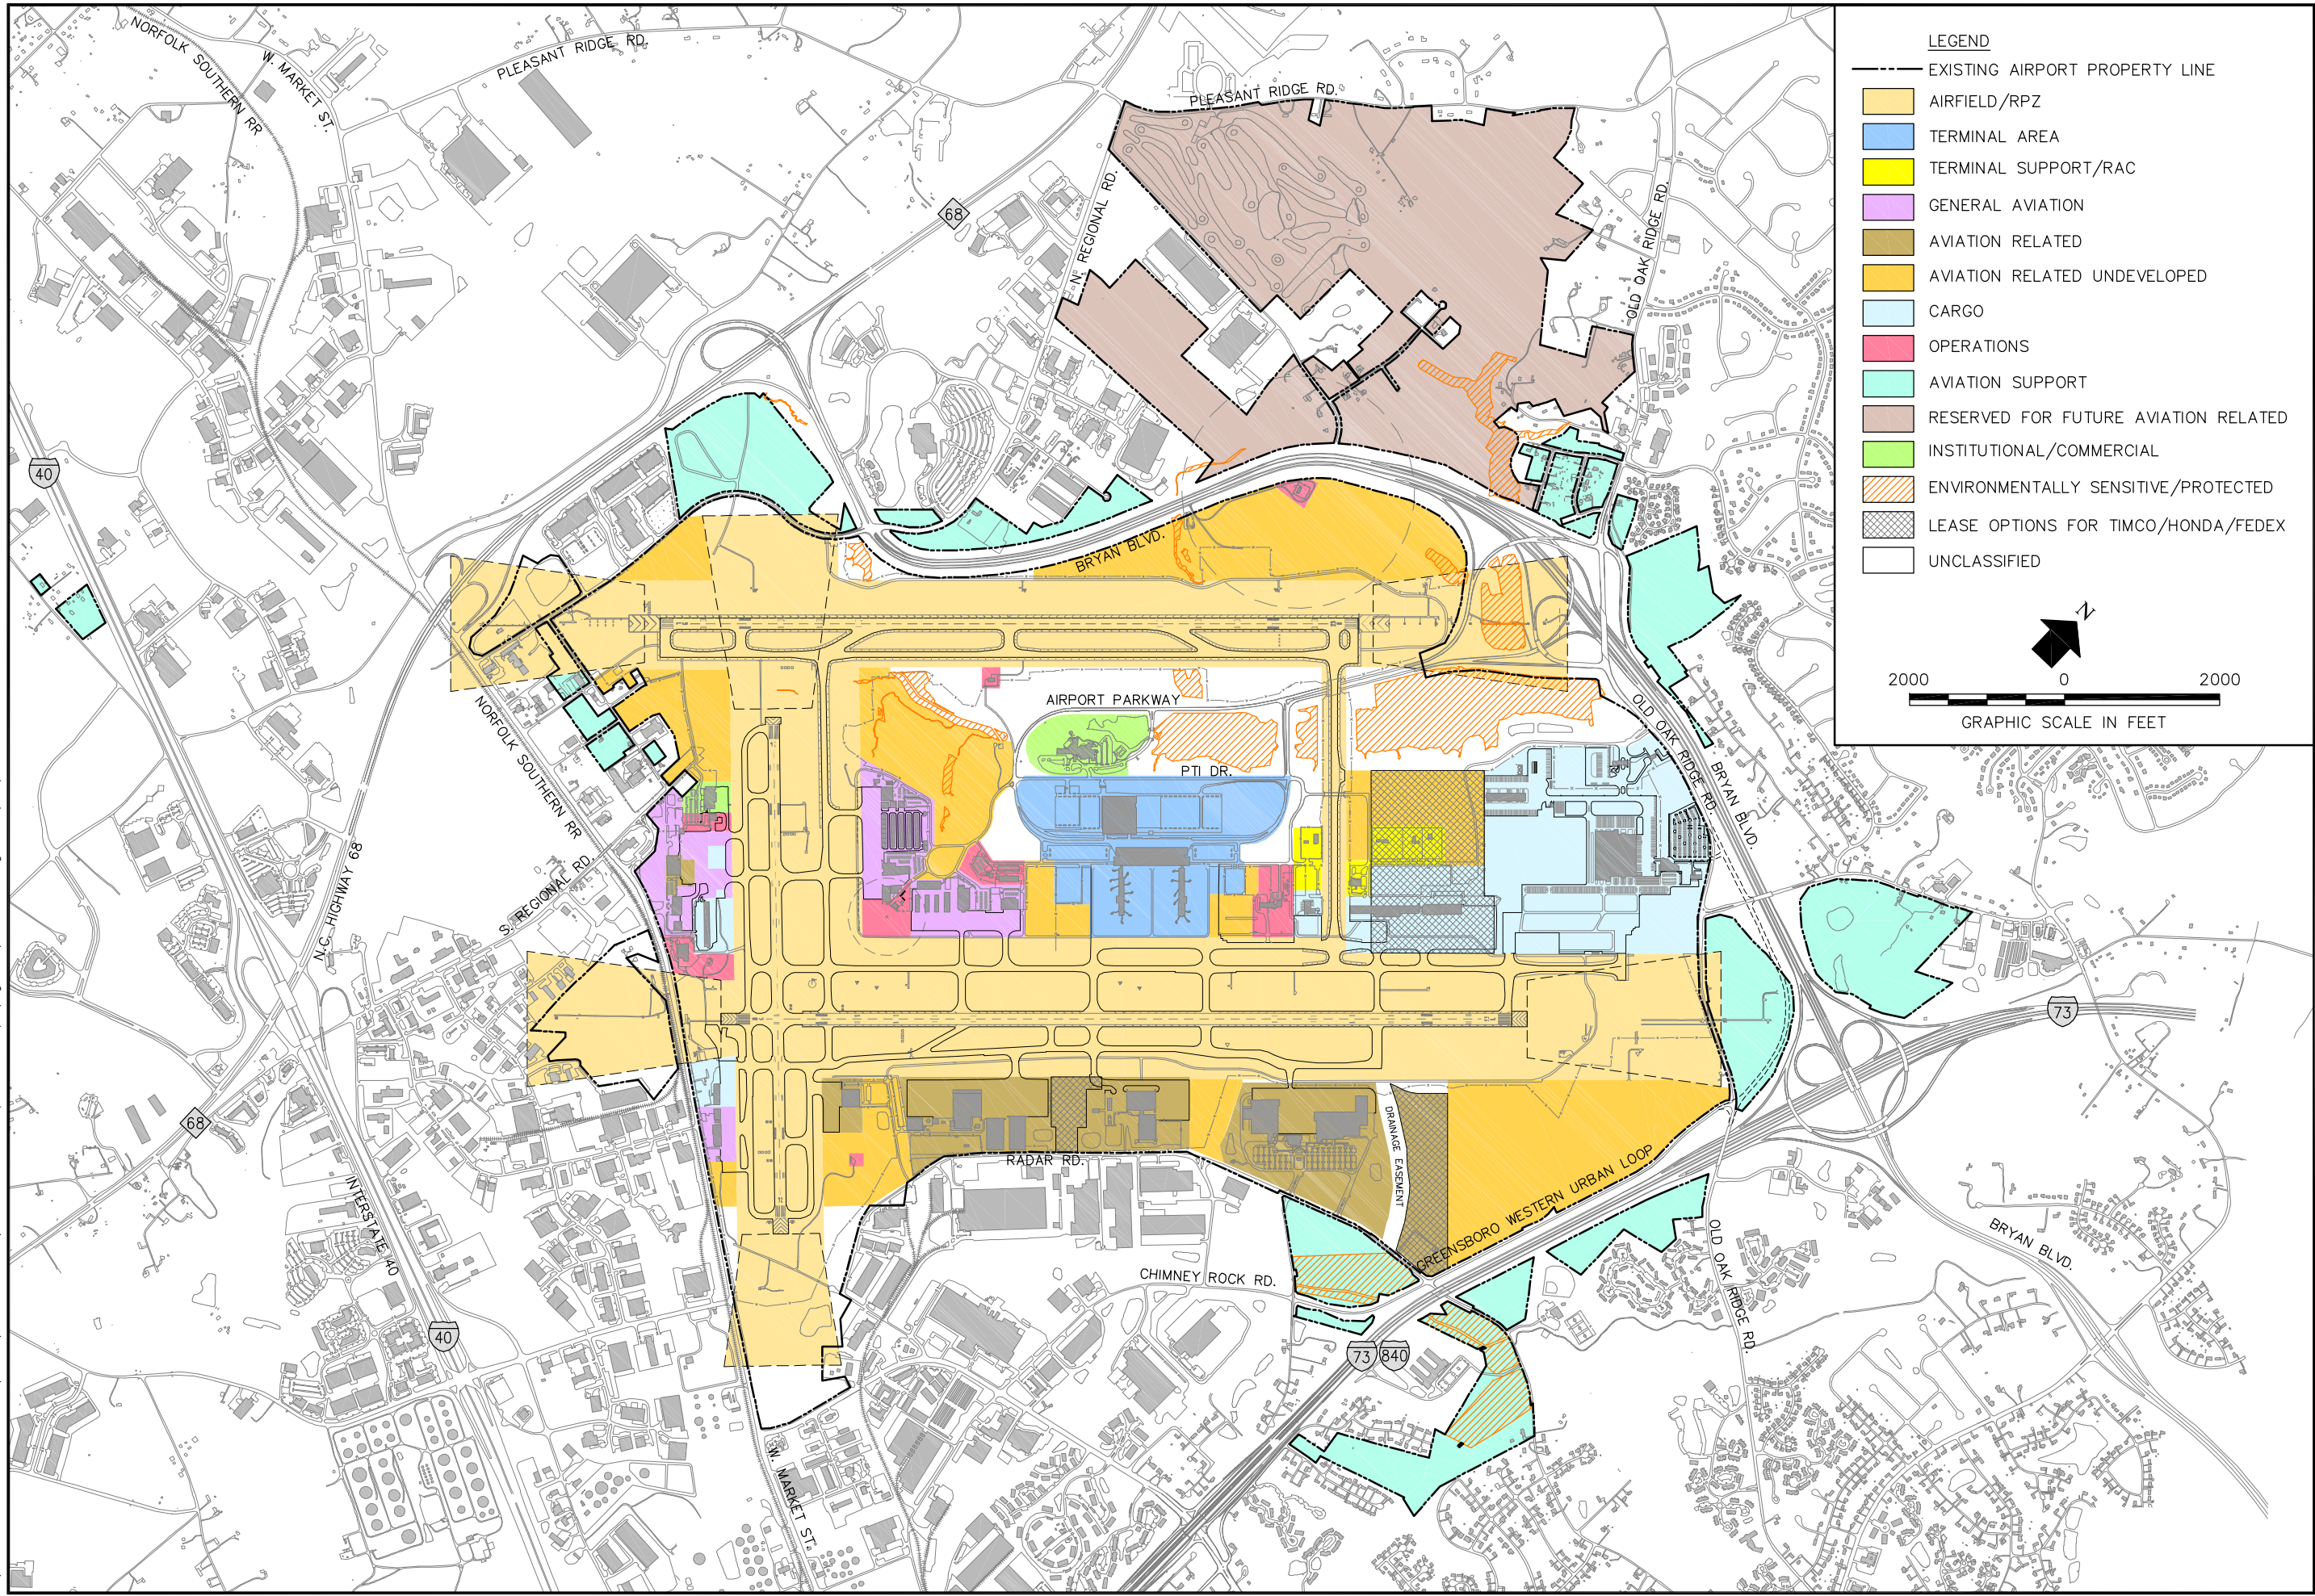 NORFOLK SOUTHERN RR
W. MARKET ST.
PLEASANT RIDGE RD.
PLEASANT RIDGE RD.
68
N. REGIONAL RD.
OLD OAK RIDGE RD.
40
BRYAN BLVD.
AIRPORT PARKWAY
PTI DR.
NORFOLK SOUTHERN RR
OLD OAK RIDGE RD.
BRYAN BLVD.
S. REGIONAL RD.
N.C. HIGHWAY 68
73
68
DRAINAGE EASEMENT
RADAR RD.
GREENSBORO WESTERN URBAN LOOP
INTERSTATE 40
CHIMNEY ROCK RD.
OLD OAK RIDGE RD
BRYAN BLVD.
40
73
840
W. MARKET ST.
LEGEND
EXISTING AIRPORT PROPERTY LINE
AIRFIELD/RPZ
TERMINAL AREA
TERMINAL SUPPORT/RAC
GENERAL AVIATION
AVIATION RELATED
AVIATION RELATED UNDEVELOPED
CARGO
OPERATIONS
AVIATION SUPPORT
RESERVED FOR FUTURE AVIATION RELATED
INSTITUTIONAL/COMMERCIAL
ENVIRONMENTALLY SENSITIVE/PROTECTED
LEASE OPTIONS FOR TIMCO/HONDA/FEDEX
UNCLASSIFIED
N
2000 0 2000
GRAPHIC SCALE IN FEET